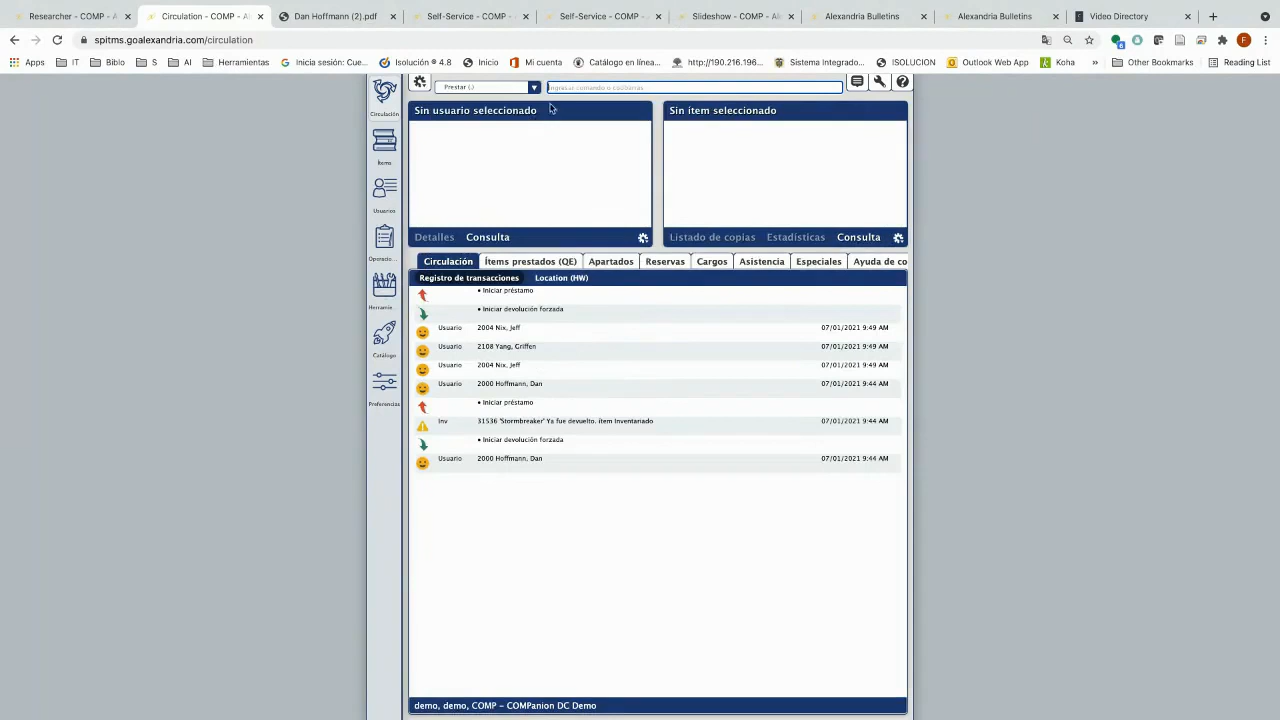 Researcher - COMP - A
Circulation - COMP - Al
Dan Hoffmann (2).pdf
Self-Service - COMP -
Self-Service - COMP -
Slideshow - COMP - Al
Alexandria Bulletins
Alexandria Bulletins
Video Directory
spitms.goalexandria.com/circulation
F
Apps
IT
Biblo
S
AI
Herramientas
Inicia sesión: Cue...
Isolución ® 4.8
Inicio
Mi cuenta
Catálogo en línea...
http://190.216.196...
Sistema Integrado...
ISOLUCION
Outlook Web App
Koha
»
Other Bookmarks
Reading List
Circulación
Prestar (.)
Ingresar comando o codbarras
Sin usuario seleccionado
Sin ítem seleccionado
Ítems
Usuarios
Detalles
Consulta
Listado de copias
Estadísticas
Consulta
Operacio...
Circulación
Ítems prestados (QE)
Apartados
Reservas
Cargos
Asistencia
Especiales
Ayuda de co
Registro de transacciones
Location (HW)
• Iniciar préstamo
Herramie...
• Iniciar devolución forzada
Usuario 2004 Nix, Jeff 07/01/2021 9:49 AM
Usuario 2108 Yang, Griffen 07/01/2021 9:49 AM
Catálogo
Usuario 2004 Nix, Jeff 07/01/2021 9:49 AM
Usuario 2000 Hoffmann, Dan 07/01/2021 9:44 AM
Preferencias
• Iniciar préstamo
Inv 31536 'Stormbreaker' Ya fue devuelto. ítem Inventariado 07/01/2021 9:44 AM
• Iniciar devolución forzada
Usuario 2000 Hoffmann, Dan 07/01/2021 9:44 AM
demo, demo, COMP - COMPanion DC Demo